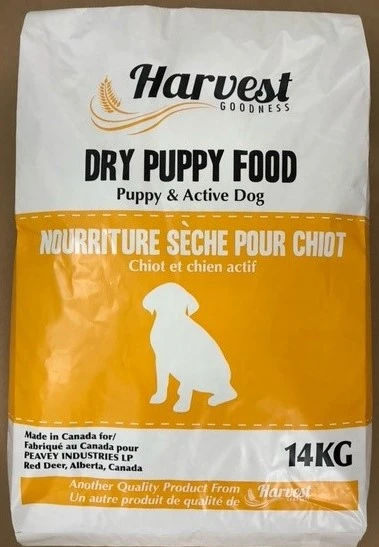 Harvest
GOODNESS
DRY PUPPY FOOD
Puppy & Active Dog
NOURRITURE SÈCHE POUR CHIOT
Chiot et chien actif
Made in Canada for/
Fabriqué au Canada pour
PEAVEY INDUSTRIES LP
Red Deer, Alberta, Canada
14KG
Another Quality Product From
Un autre produit de qualité de
Harvest